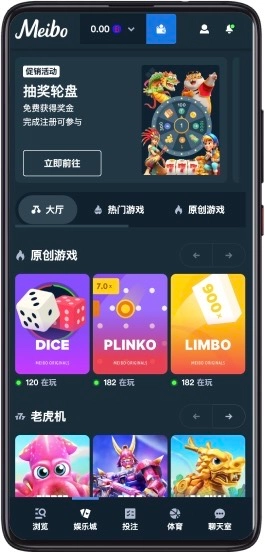 Meibo
0.00
促销活动
抽奖轮盘
免费获得奖金
完成注册可参与
立即前往
大厅
热门游戏
原创游戏
原创游戏
DICE
MEIBO ORIGINALS
7.0x
PLINKO
MEIBO ORIGINALS
900×
LIMBO
MEIBO ORIGINALS
120 在玩
182 在玩
182 在玩
老虎机
浏览
娱乐城
投注
体育
聊天室